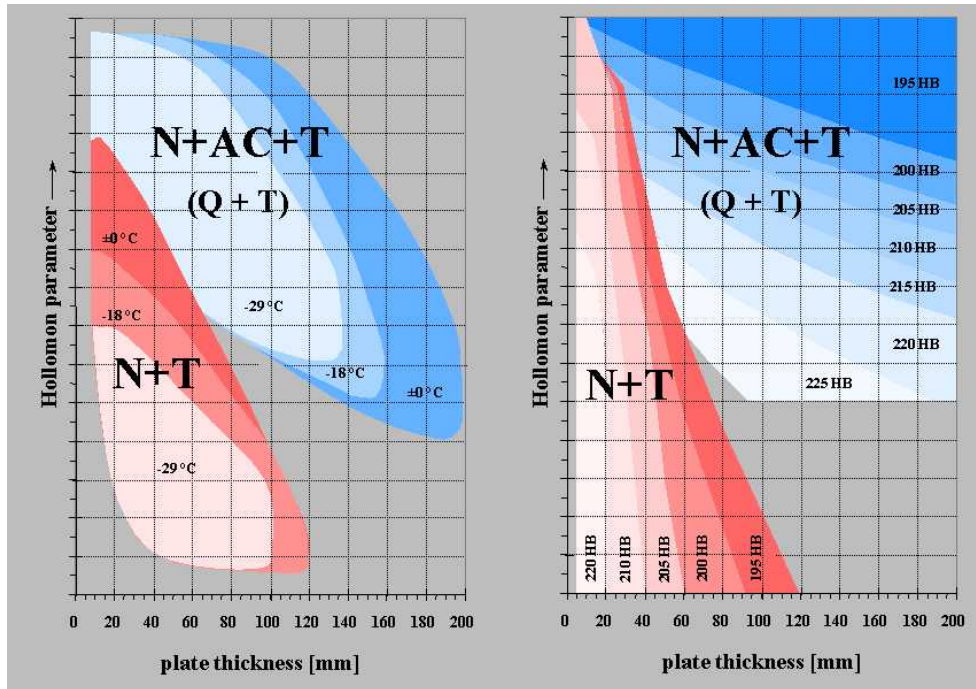 Hollomon parameter
N+AC+T
(Q + T)
±0 °C
-29 °C
-18 °C
N+T
-18 °C
±0 °C
-29 °C
0 20 40 60 80 100 120 140 160 180 200
plate thickness [mm]
Hollomon parameter
195 HB
N+AC+T
200 HB
(Q + T)
205 HB
210 HB
215 HB
220 HB
N+T
225 HB
220 HB
210 HB
205 HB
200 HB
195 HB
0 20 40 60 80 100 120 140 160 180 200
plate thickness [mm]